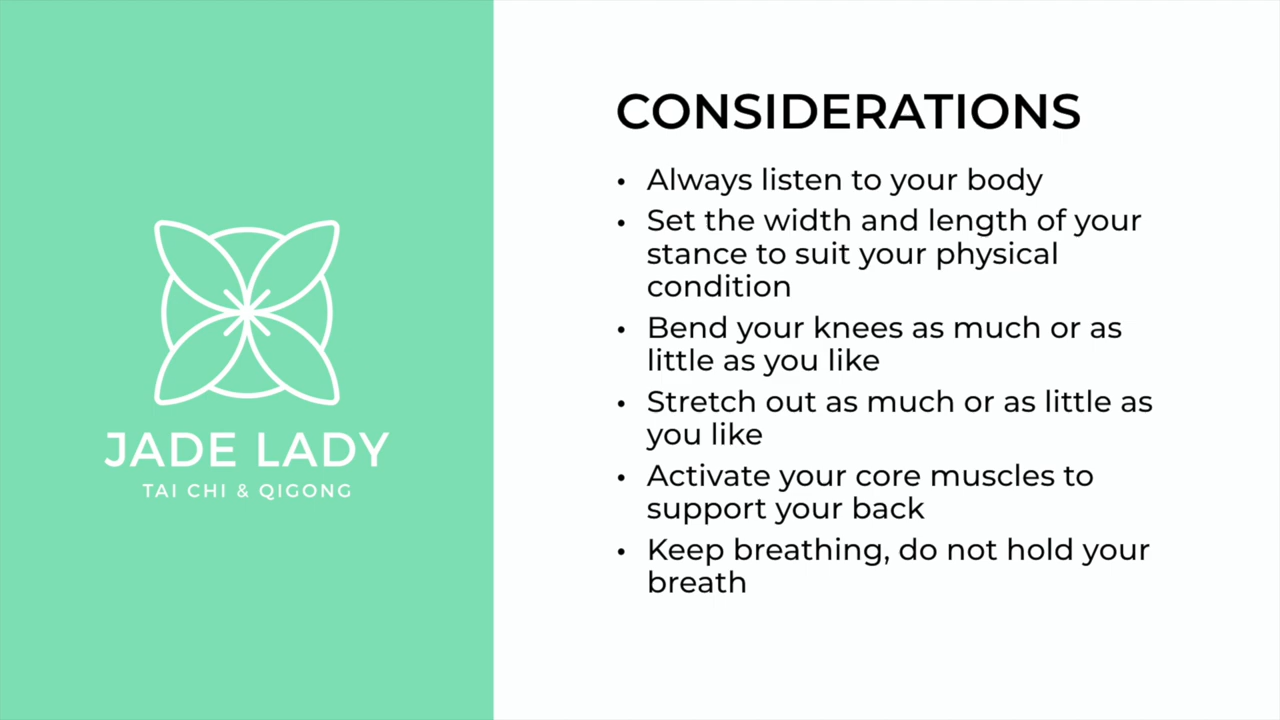 JADE LADY
TAI CHI & QIGONG
CONSIDERATIONS
• Always listen to your body
• Set the width and length of your
stance to suit your physical
condition
• Bend your knees as much or as
little as you like
• Stretch out as much or as little as
you like
• Activate your core muscles to
support your back
• Keep breathing, do not hold your
breath